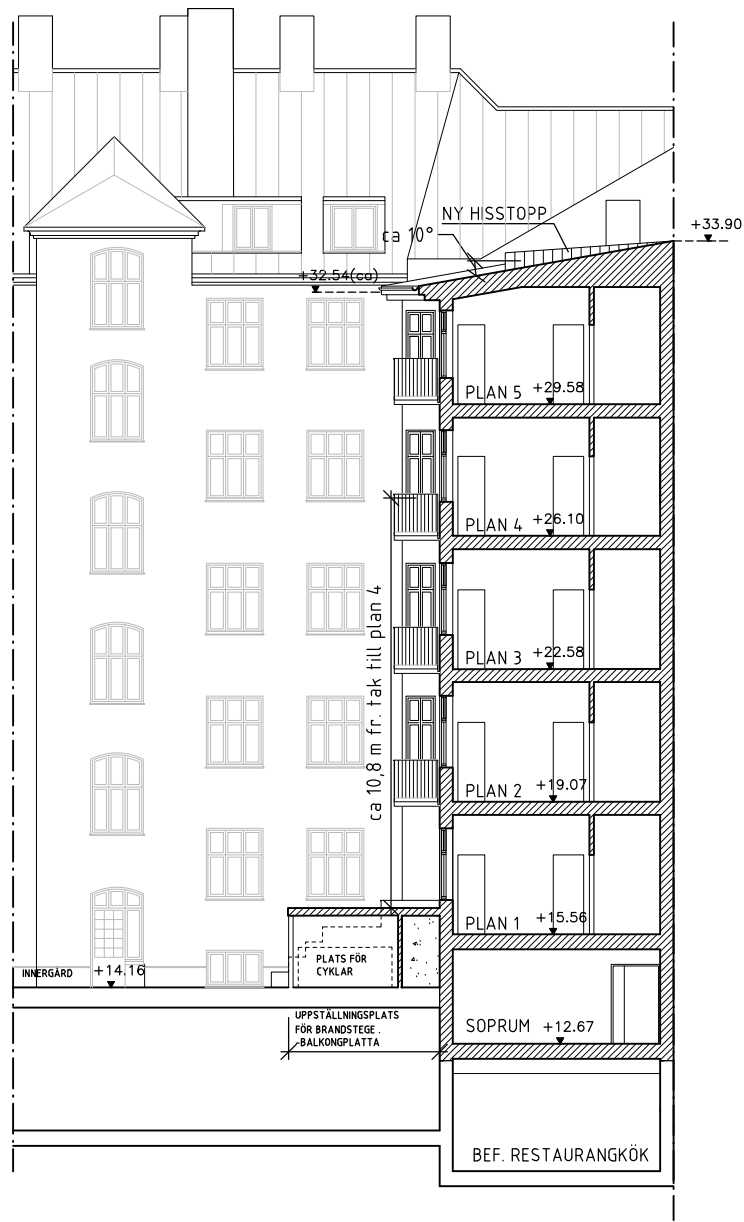 NY HISSTOPP
+33.90
ca 10°
+32.54(ca)
PLAN 5 +29.58
PLAN 4 +26.10
ca 10,8 m fr. tak till plan 4
PLAN 3 +22.58
PLAN 2 +19.07
PLAN 1 +15.56
INNERGÅRD +14.16
PLATS FÖR
CYKLAR
UPPSTÄLLNINGSPLATS
FÖR BRANDSTEGE .
-BALKONGPLATTA
SOPRUM +12.67
BEF. RESTAURANGKÖK